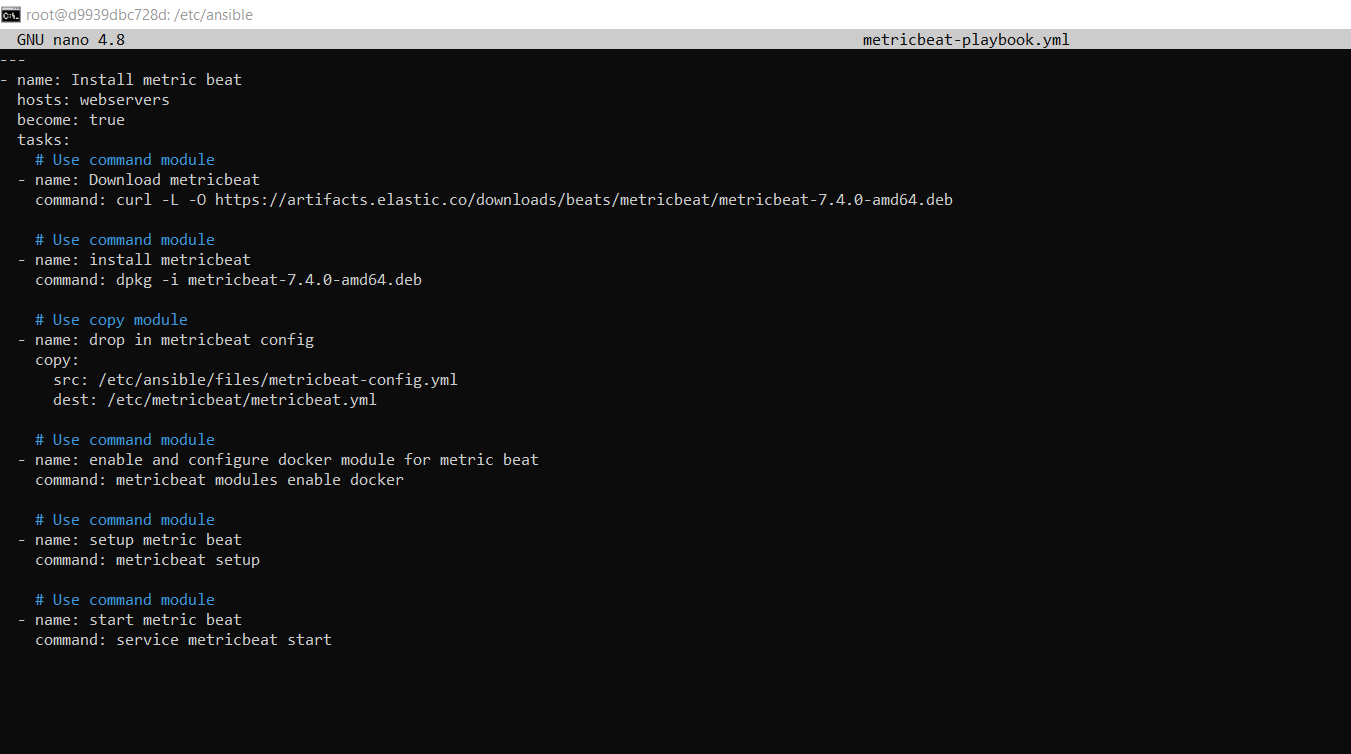 root@d9939dbc728d: /etc/ansible
GNU nano 4.8 metricbeat-playbook.yml
---
- name: Install metric beat
  hosts: webservers
  become: true
  tasks:
    # Use command module
  - name: Download metricbeat
    command: curl -L -O https://artifacts.elastic.co/downloads/beats/metricbeat/metricbeat-7.4.0-amd64.deb

    # Use command module
  - name: install metricbeat
    command: dpkg -i metricbeat-7.4.0-amd64.deb

    # Use copy module
  - name: drop in metricbeat config
    copy:
      src: /etc/ansible/files/metricbeat-config.yml
      dest: /etc/metricbeat/metricbeat.yml

    # Use command module
  - name: enable and configure docker module for metric beat
    command: metricbeat modules enable docker

    # Use command module
  - name: setup metric beat
    command: metricbeat setup

    # Use command module
  - name: start metric beat
    command: service metricbeat start